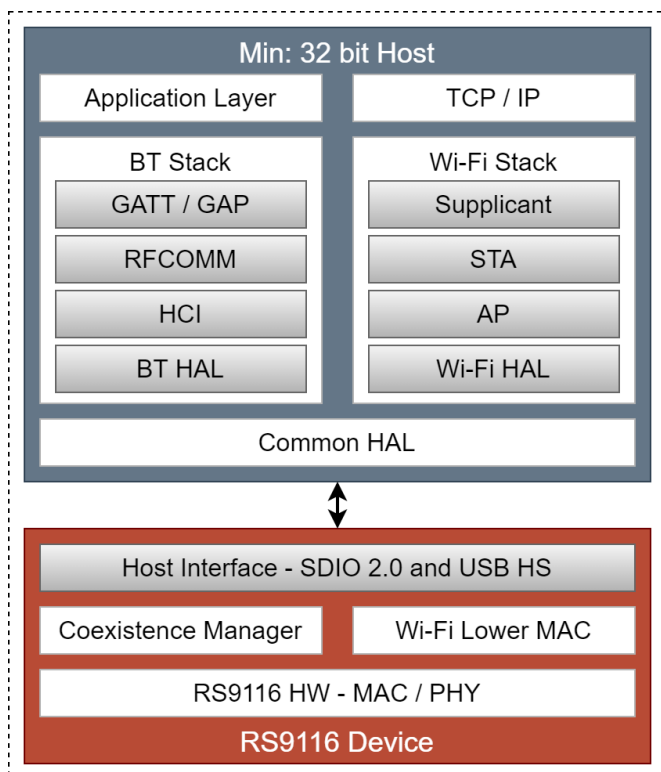 Min: 32 bit Host
Application Layer
TCP / IP
BT Stack
GATT / GAP
RFCOMM
HCI
BT HAL
Wi-Fi Stack
Supplicant
STA
AP
Wi-Fi HAL
Common HAL
Host Interface - SDIO 2.0 and USB HS
Coexistence Manager
Wi-Fi Lower MAC
RS9116 HW - MAC / PHY
RS9116 Device